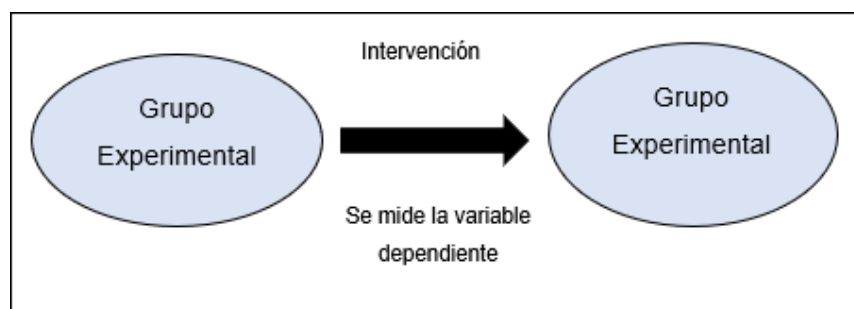 Grupo
Experimental
Intervención
Se mide la variable
dependiente
Grupo
Experimental